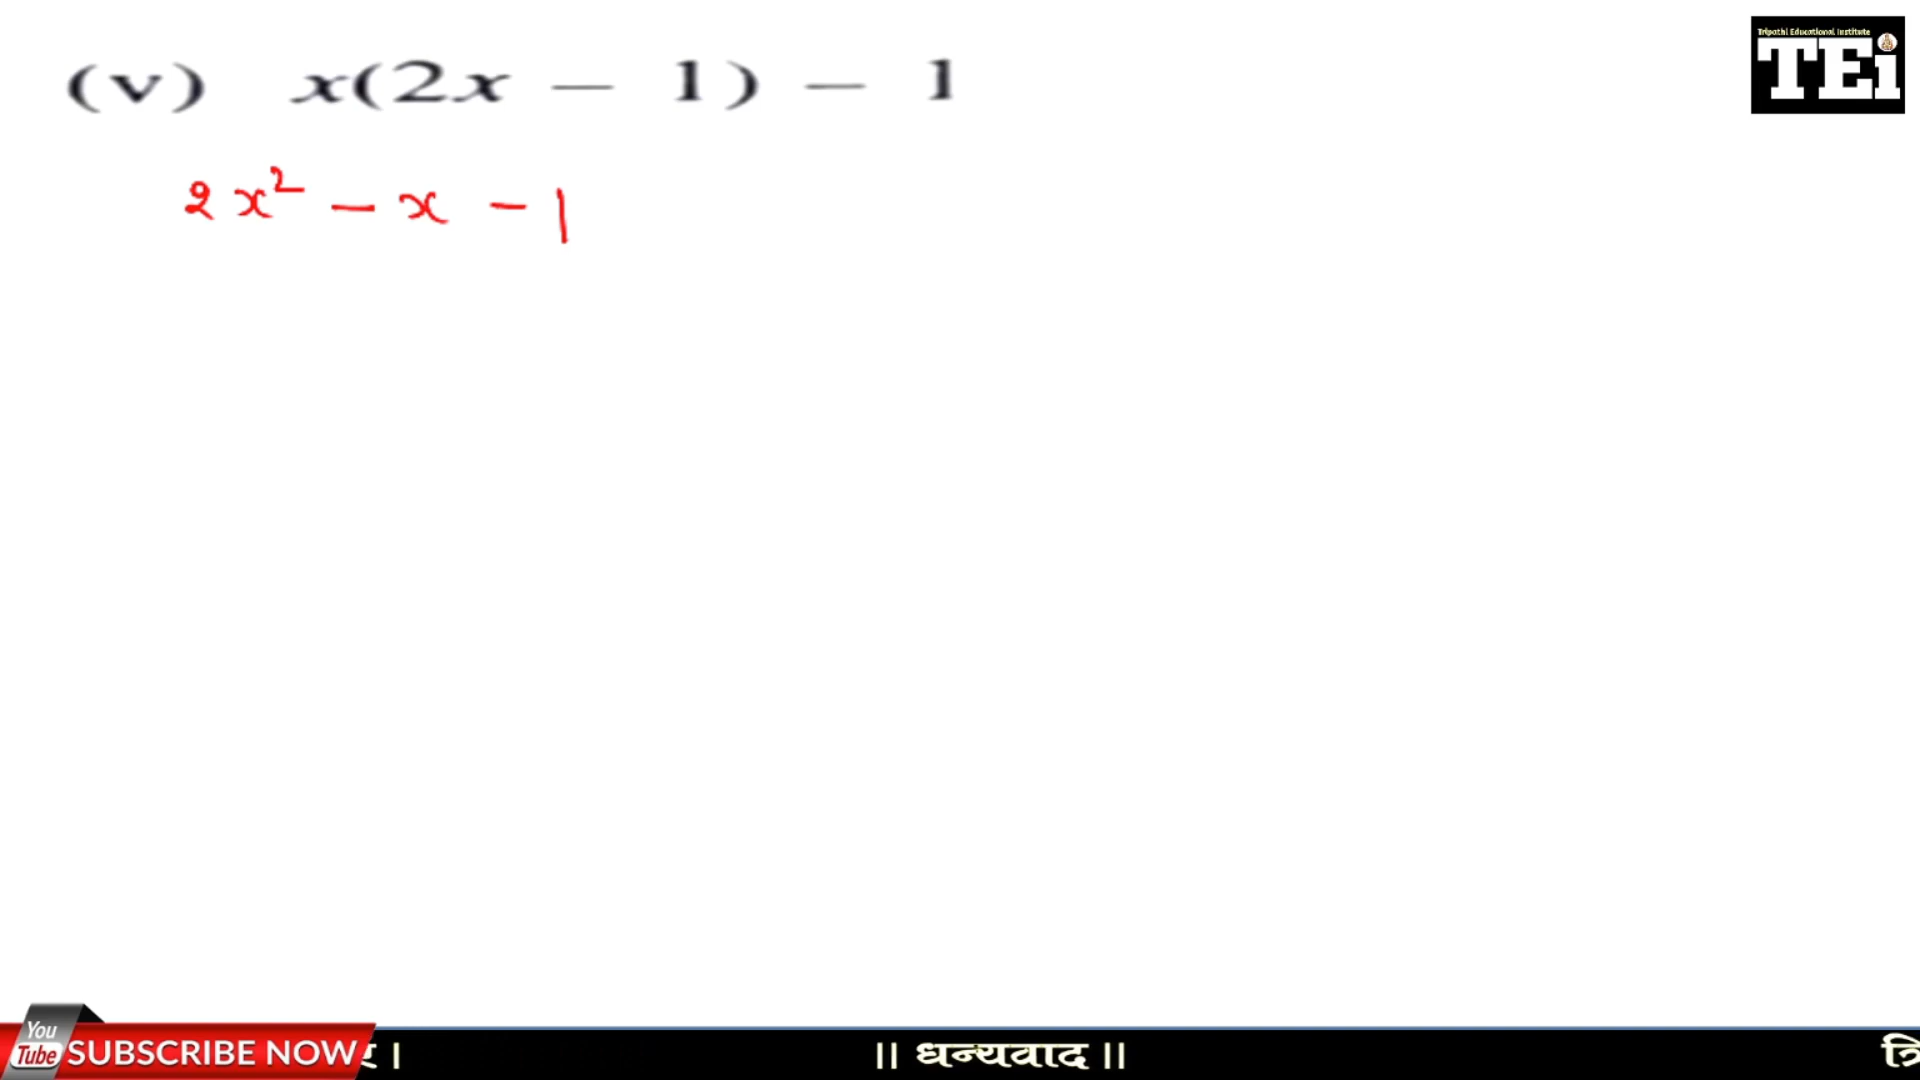 Tripathi Educational Institute
TEi
(v) x(2x – 1) – 1
2x² – x – 1
You
Tube SUBSCRIBE NOW
र ।
|| धन्यवाद ||
त्रि